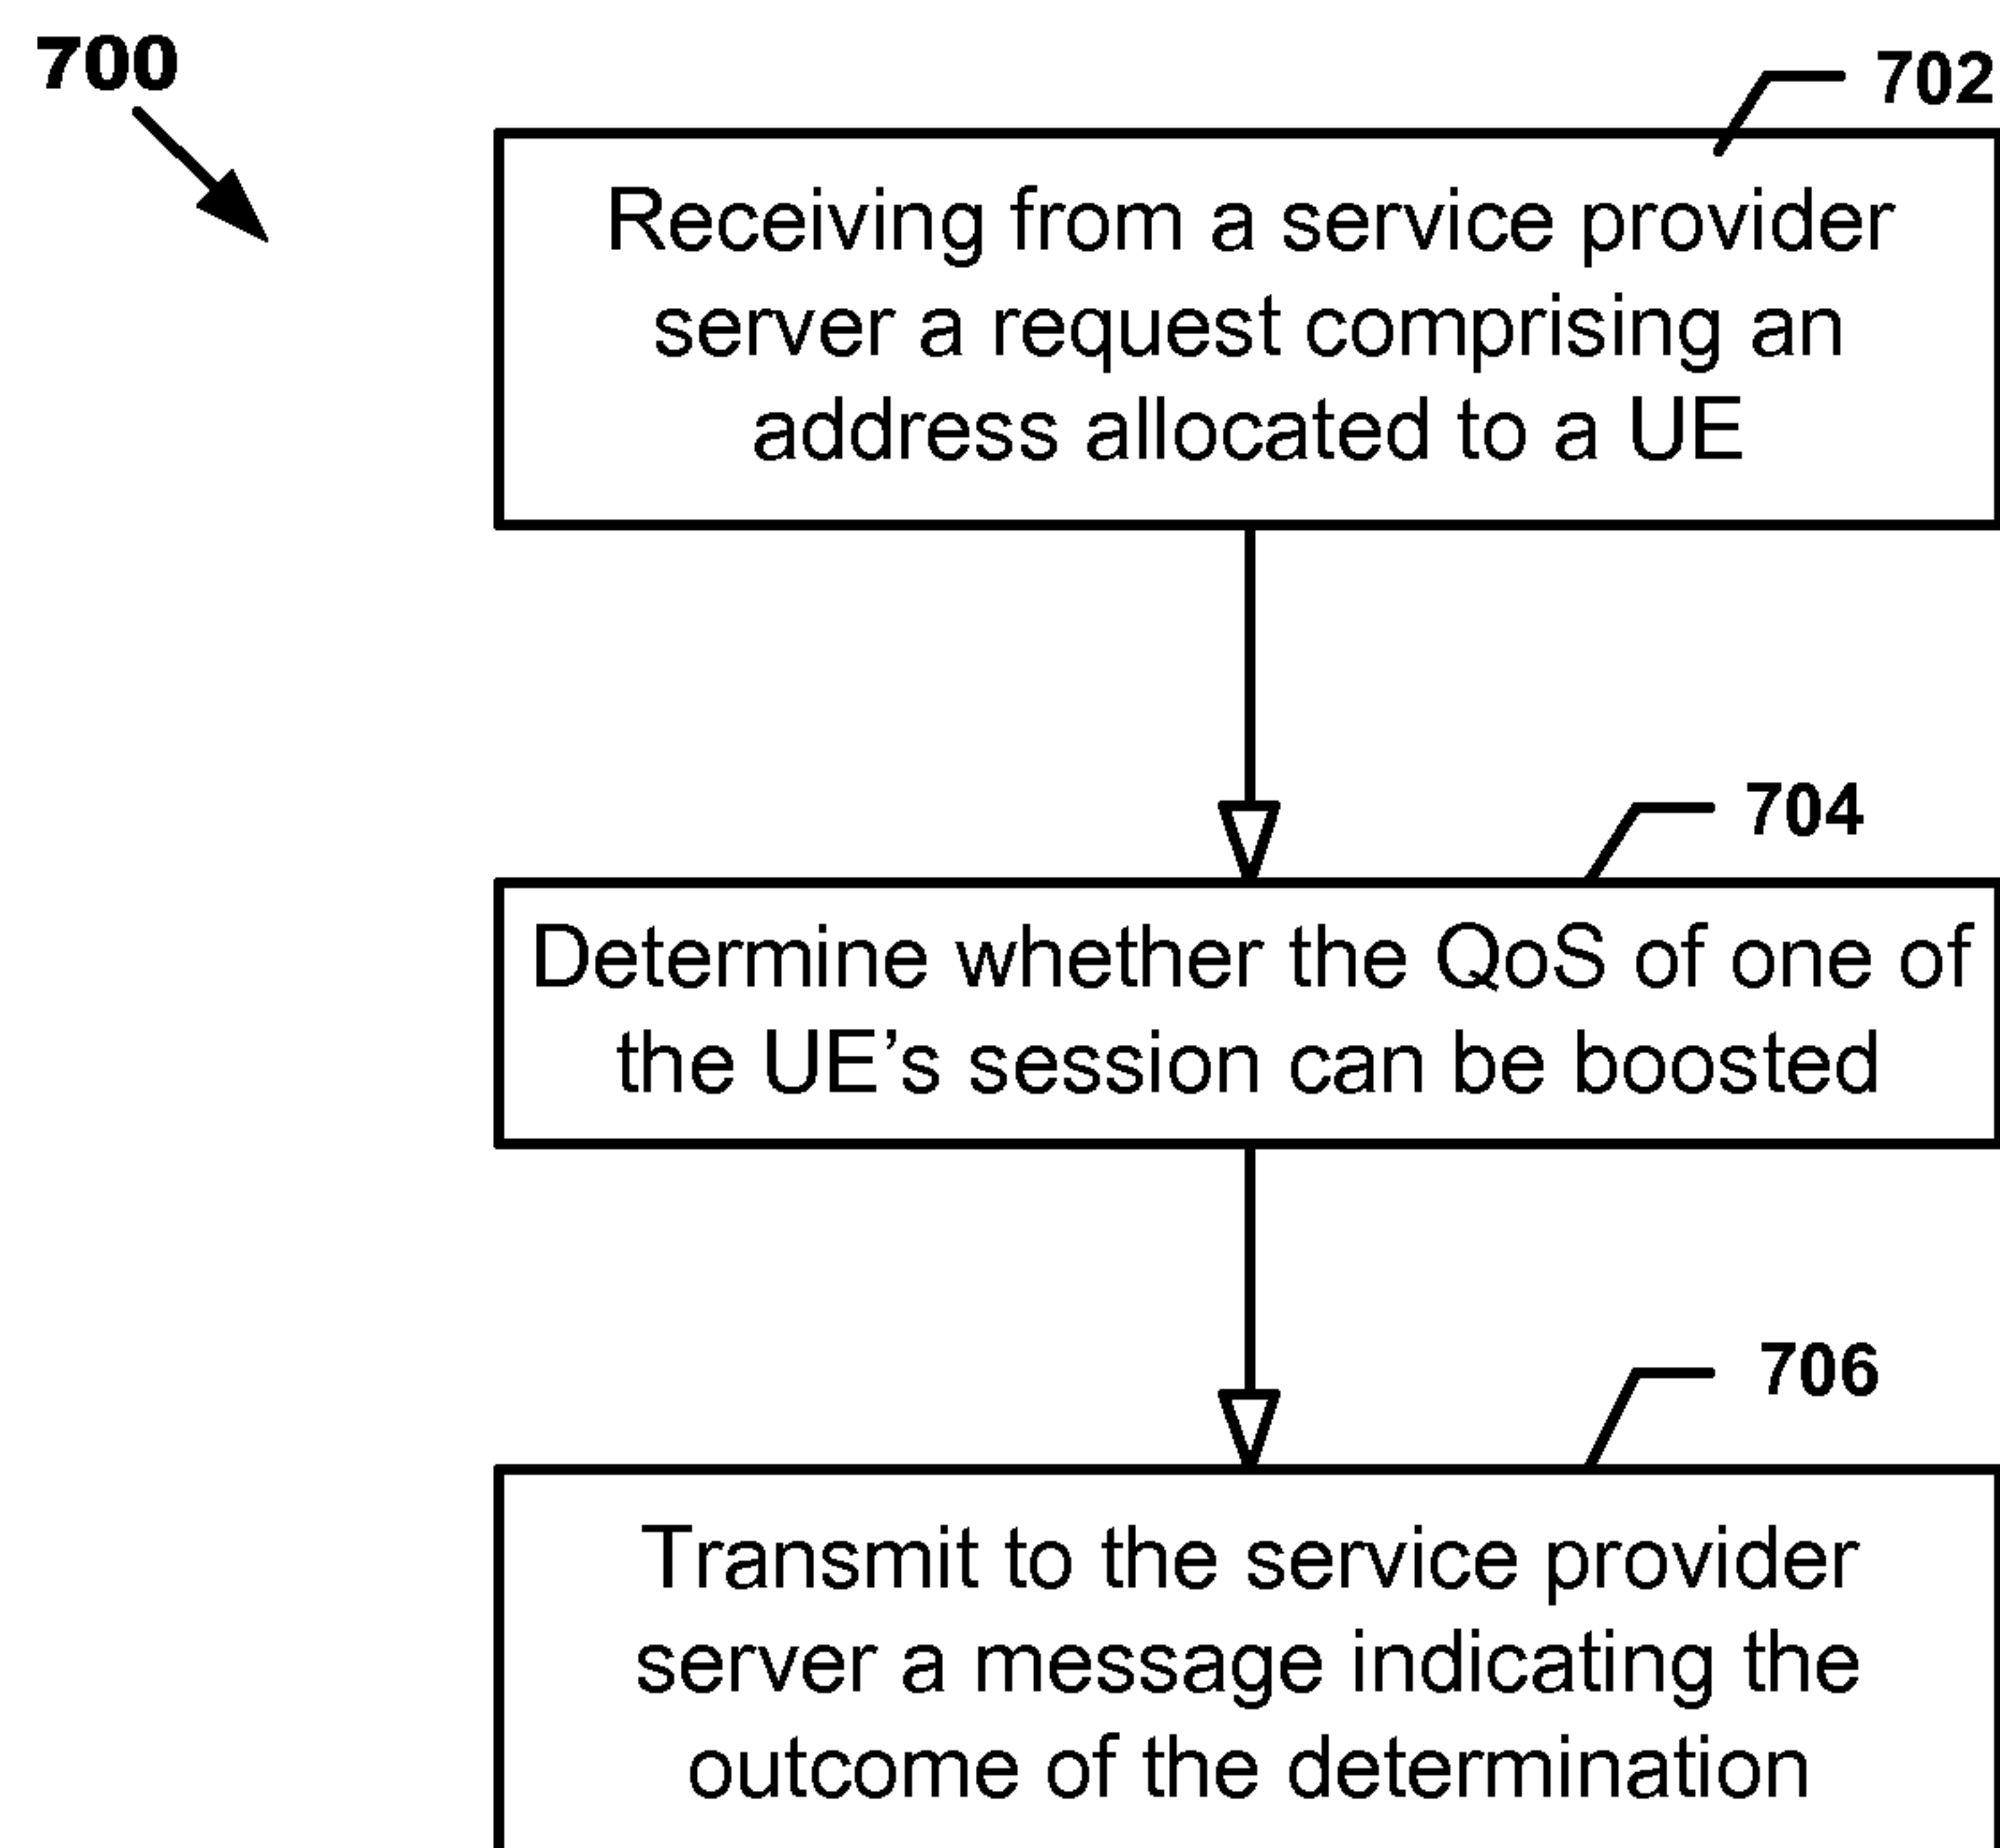 700
702
Receiving from a service provider
server a request comprising an
address allocated to a UE
704
Determine whether the QoS of one of
the UE’s session can be boosted
706
Transmit to the service provider
server a message indicating the
outcome of the determination